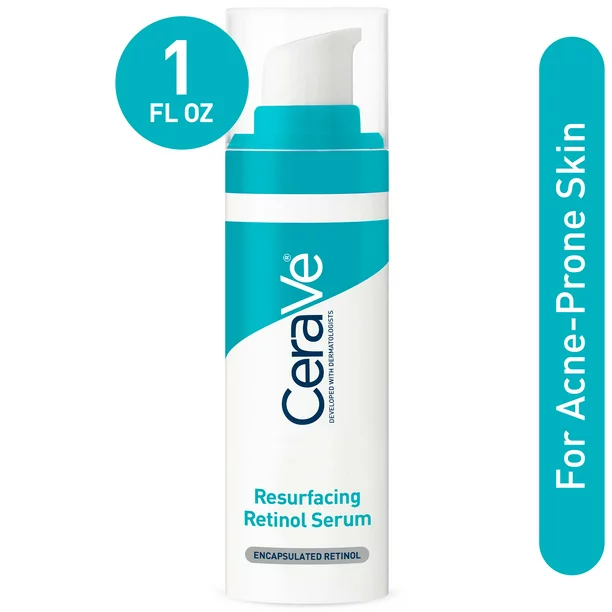 1
FL OZ
CeraVe®
DEVELOPED WITH DERMATOLOGISTS
Resurfacing
Retinol Serum
ENCAPSULATED RETINOL
For Acne-Prone Skin